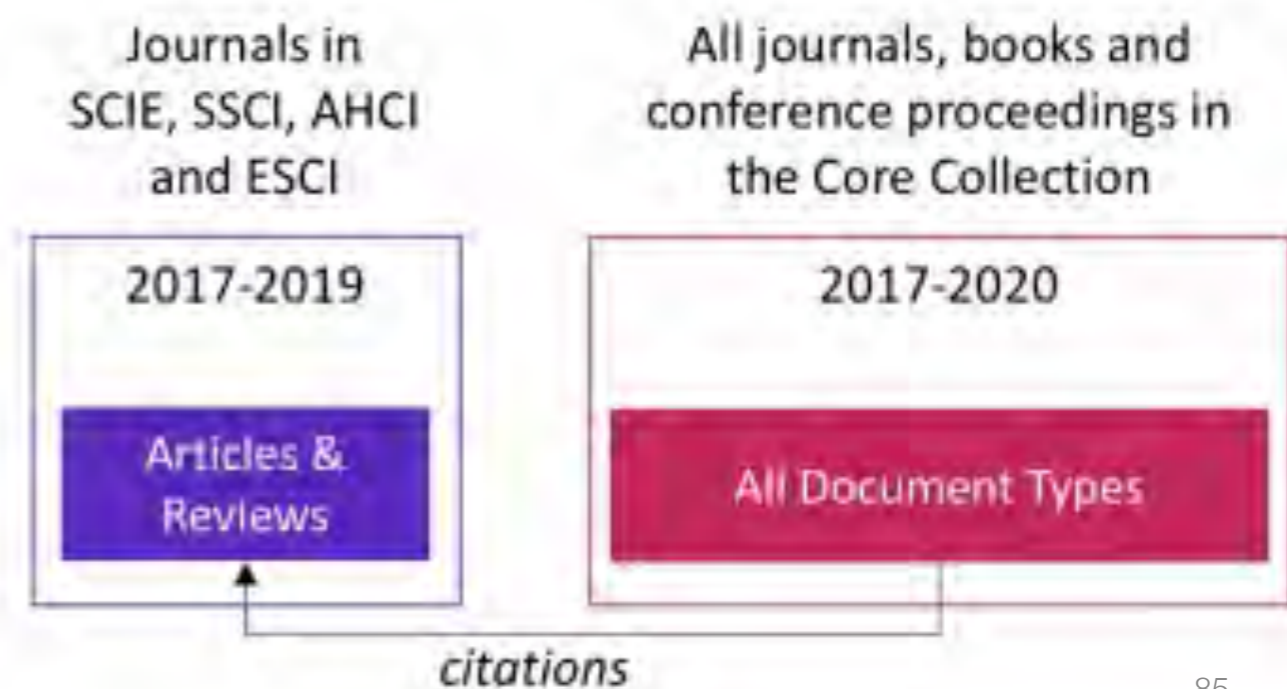 Journals in
SCIE, SSCI, AHCI
and ESCI
2017-2019
Articles &
Reviews
All journals, books and
conference proceedings in
the Core Collection
2017-2020
All Document Types
citations
85